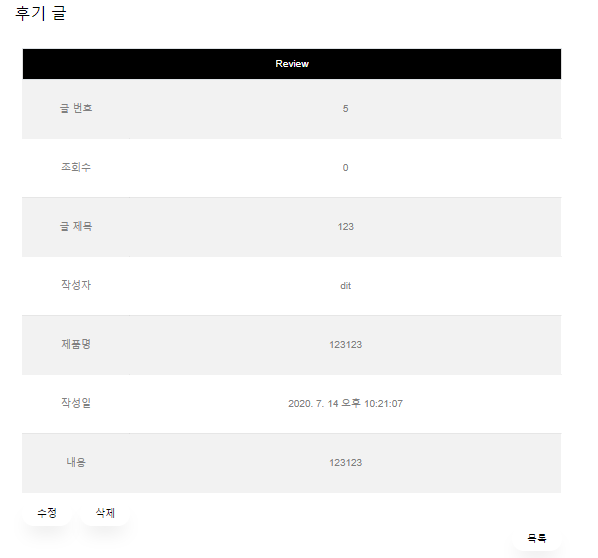 후기 글
Review
글 번호 5
조회수 0
글 제목 123
작성자 dit
제품명 123123
작성일 2020. 7. 14 오후 10:21:07
내용 123123
수정 삭제
목록